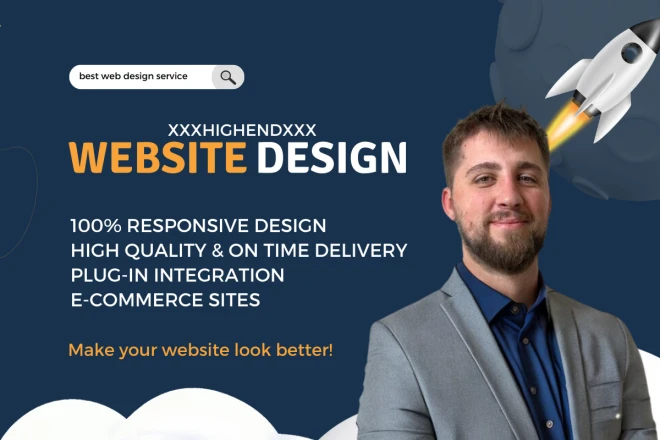 best web design service
XXXHIGHENDXXX
WEBSITE DESIGN
100% RESPONSIVE DESIGN
HIGH QUALITY & ON TIME DELIVERY
PLUG-IN INTEGRATION
E-COMMERCE SITES
Make your website look better!